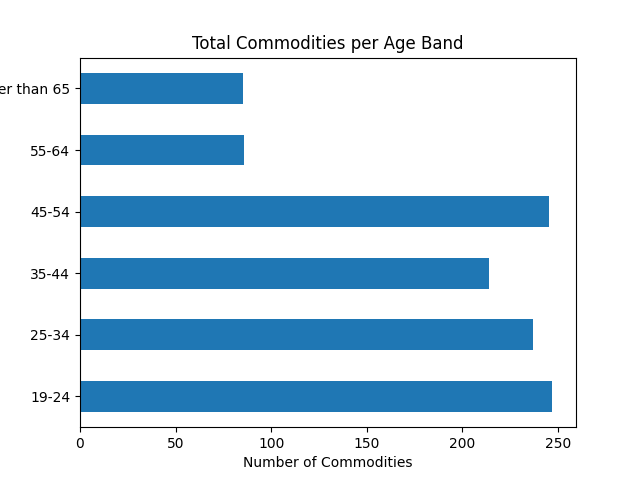 Total Commodities per Age Band
er than 65
55-64
45-54
35-44
25-34
19-24
0 50 100 150 200 250
Number of Commodities